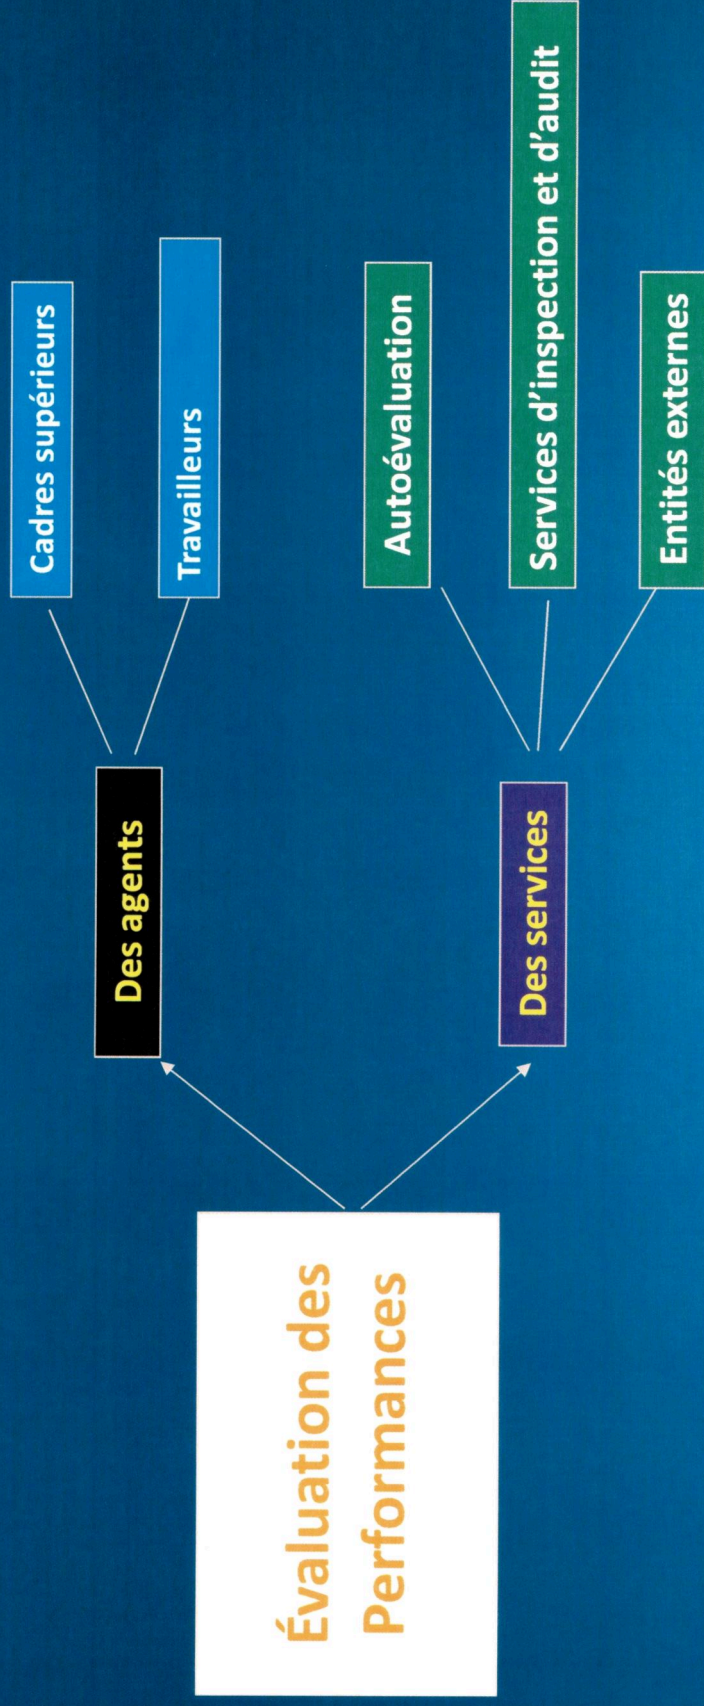 Évaluation des
Performances
Des agents
Cadres supérieurs
Travailleurs
Des services
Autoévaluation
Services d'inspection et d'audit
Entités externes